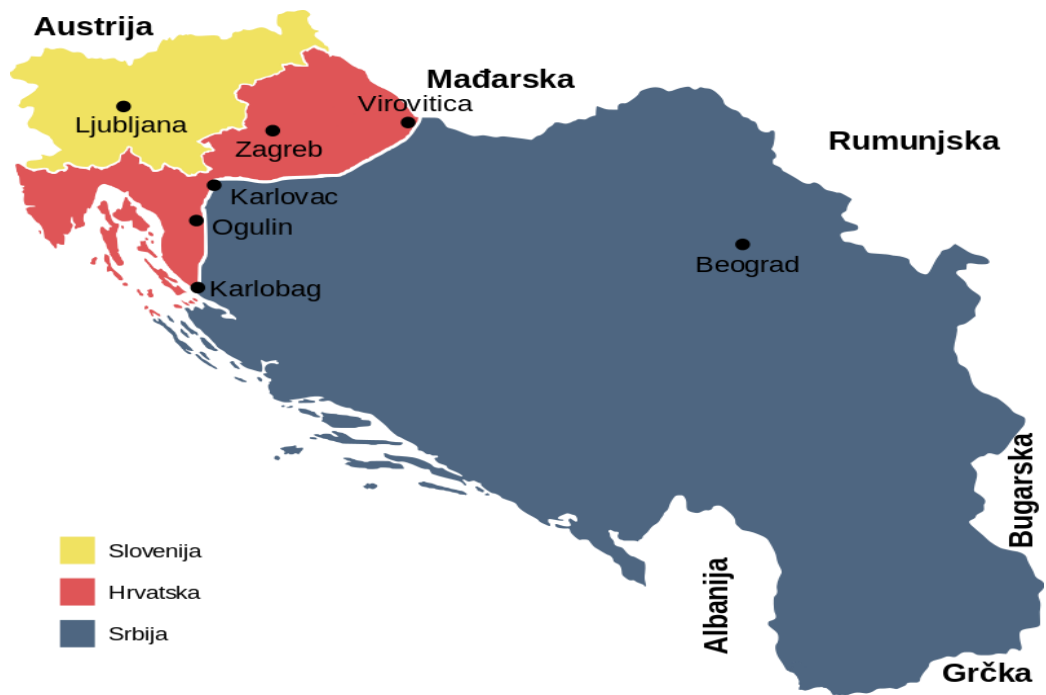 Austrija
Mađarska
Virovitica
Ljubljana
Zagreb
Rumunjska
Karlovac
Ogulin
Beograd
Karlobag
Bugarska
Albanija
Slovenija
Hrvatska
Srbija
Grčka